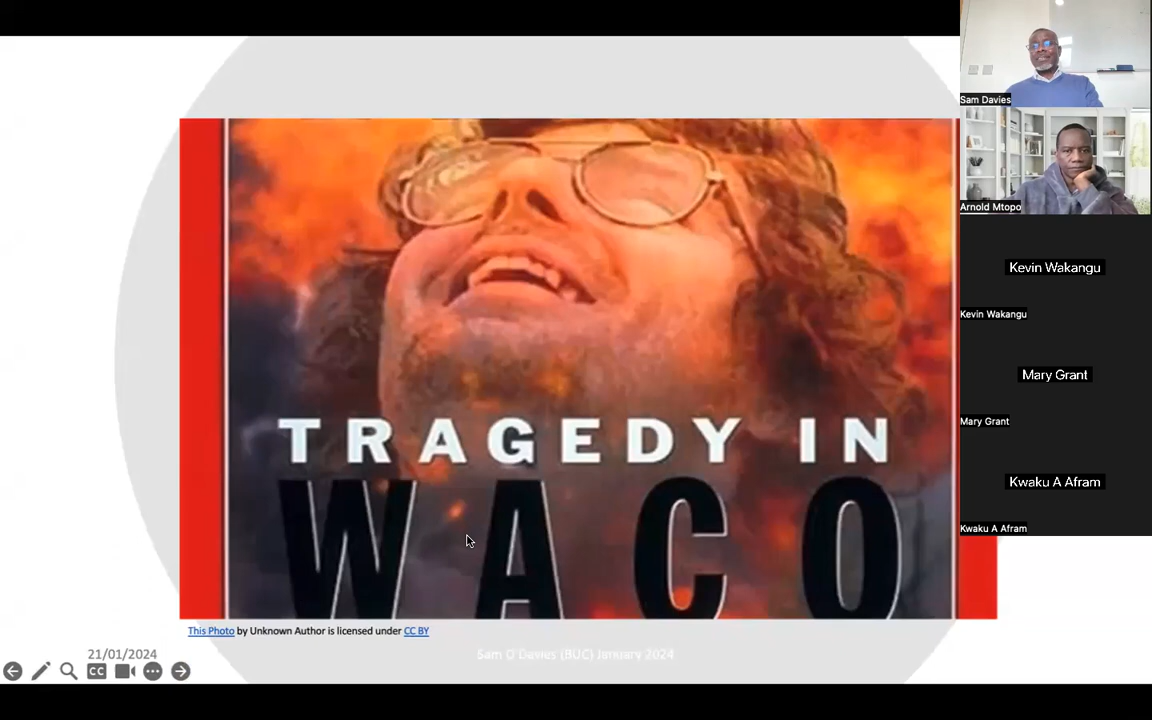 TRAGEDY IN
WACO
This Photo by Unknown Author is licensed under CC BY
21/01/2024
Sam O'Davies (BUC) January 2024
CC
Sam Davies
Arnold Mtopo
Kevin Wakangu
Kevin Wakangu
Mary Grant
Mary Grant
Kwaku A Afram
Kwaku A Afram